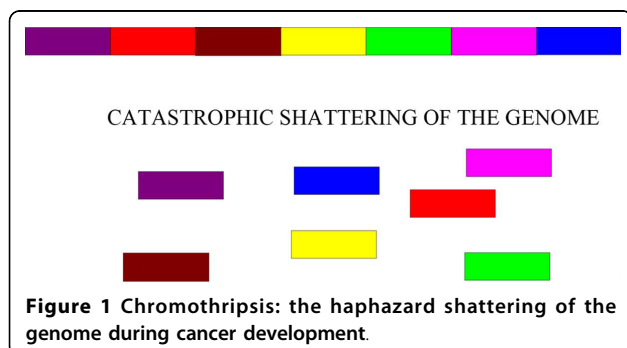 CATASTROPHIC SHATTERING OF THE GENOME
Figure 1 Chromothripsis: the haphazard shattering of the
genome during cancer development.